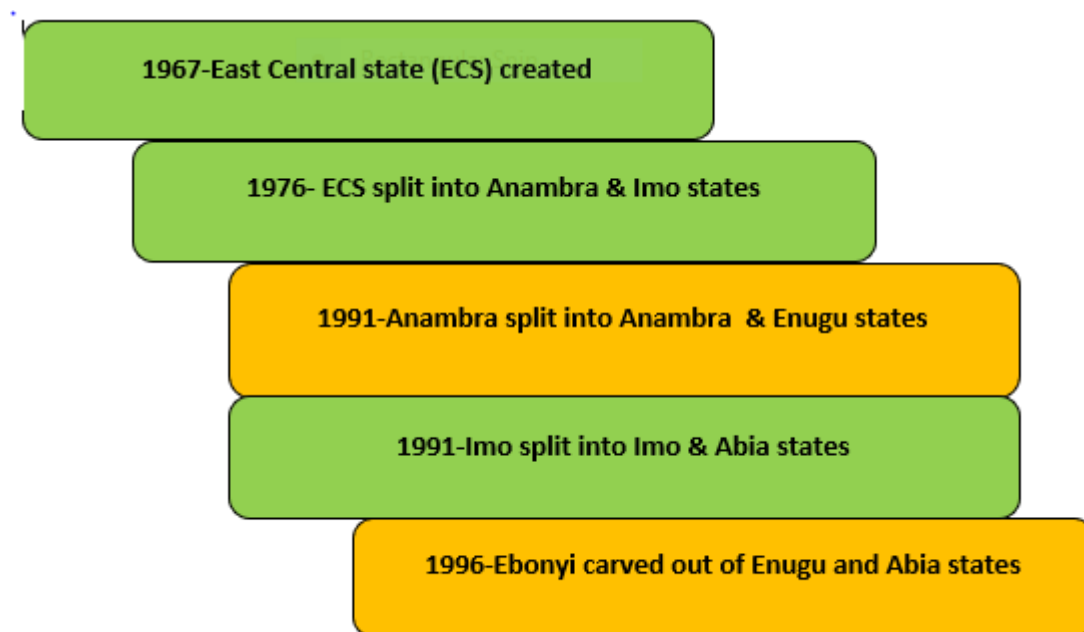 1967-East Central state (ECS) created
1976- ECS split into Anambra & Imo states
1991-Anambra split into Anambra & Enugu states
1991-Imo split into Imo & Abia states
1996-Ebonyi carved out of Enugu and Abia states